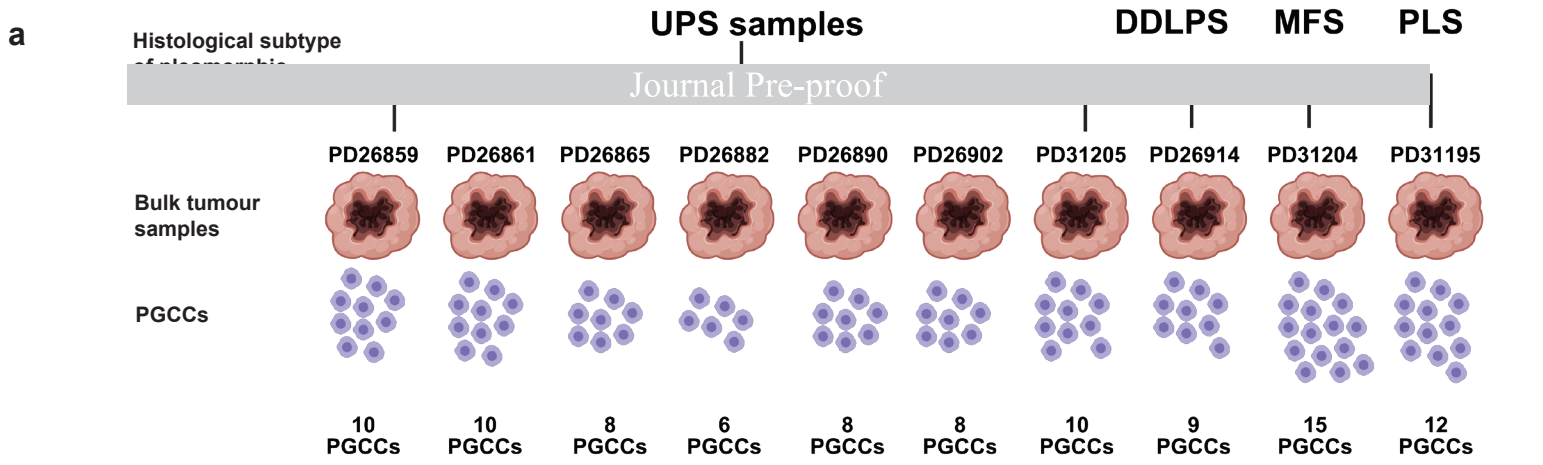 a
UPS samples DDLPS MFS PLS
Histological subtype
of pleomorphic
Journal Pre-proof
PD26859 PD26861 PD26865 PD26882 PD26890 PD26902 PD31205 PD26914 PD31204 PD31195
Bulk tumour
samples
PGCCs
10 10 8 6 8 8 10 9 15 12
PGCCs PGCCs PGCCs PGCCs PGCCs PGCCs PGCCs PGCCs PGCCs PGCCs